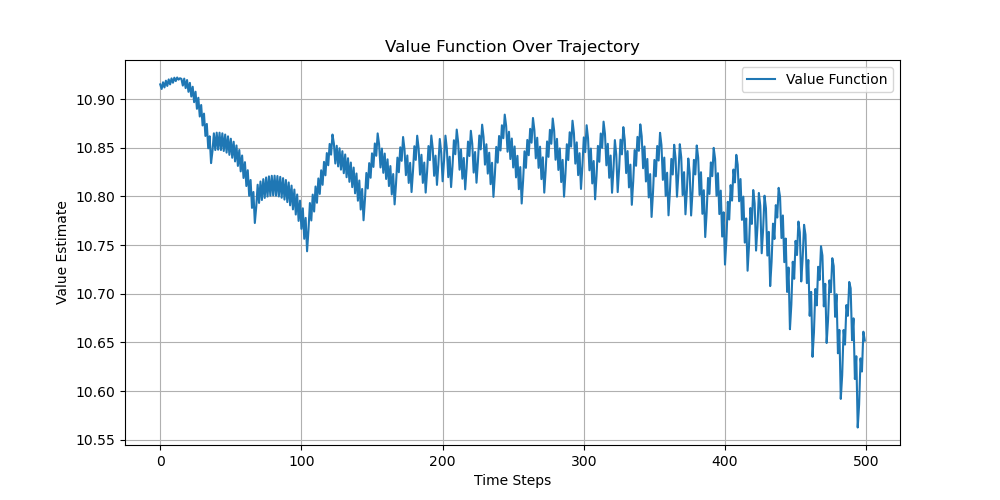 Value Function Over Trajectory
Value Function
10.90
10.85
10.80
10.75
10.70
10.65
10.60
10.55
Value Estimate
0 100 200 300 400 500
Time Steps